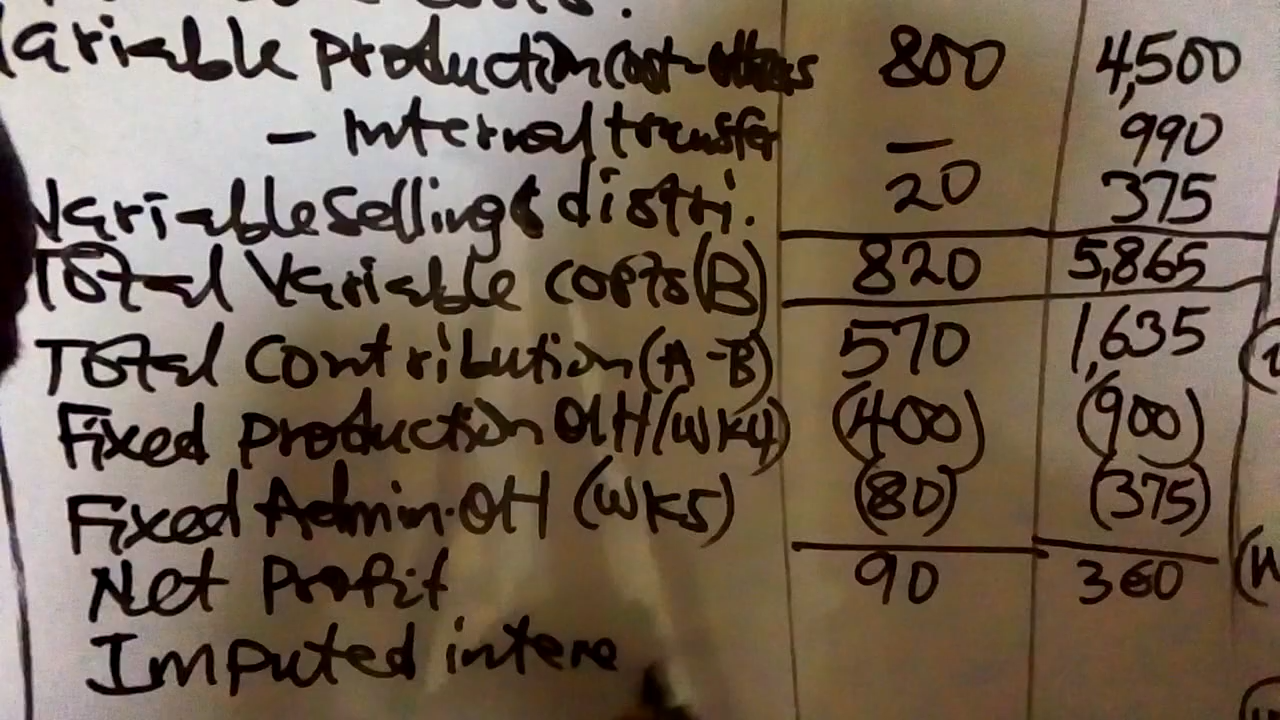 Variable production cost-others 800 4,500
- Internal transfer — 990
Variable selling & distri. 20 375
Total Variable costs (B) 820 5,865
Total Contribution (A-B) 570 1,635
Fixed production OH (WK4) (400) (900)
Fixed Admin. OH (WK5) (80) (375)
Net Profit 90 360
Imputed intere